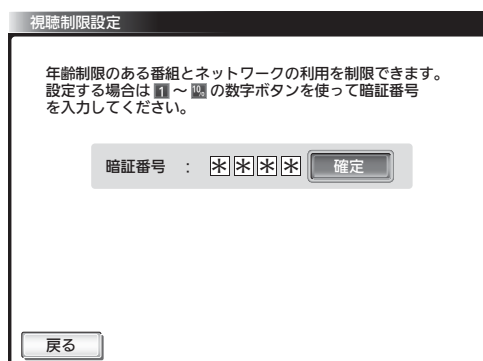 視聴制限設定
年齢制限のある番組とネットワークの利用を制限できます。
設定する場合は 1 ～ 10 の数字ボタンを使って暗証番号
を入力してください。
暗証番号 ： ＊＊＊＊ 確定
戻る